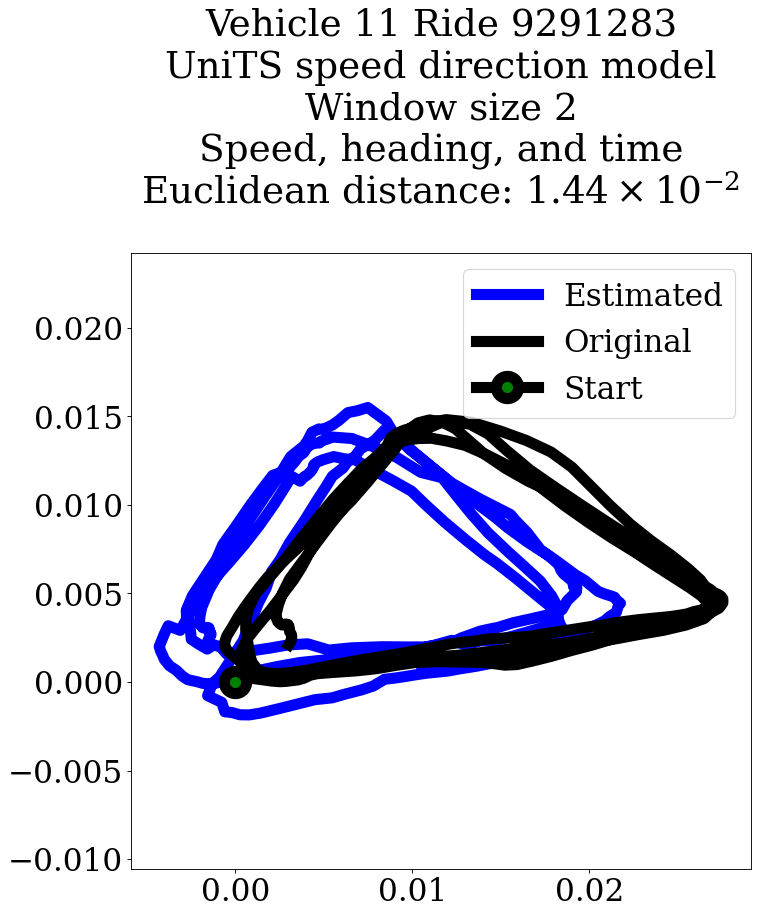 Vehicle 11 Ride 9291283
UniTS speed direction model
Window size 2
Speed, heading, and time
Euclidean distance: 1.44 × 10⁻²
Estimated
Original
Start
0.020
0.015
0.010
0.005
0.000
−0.005
−0.010
0.00 0.01 0.02